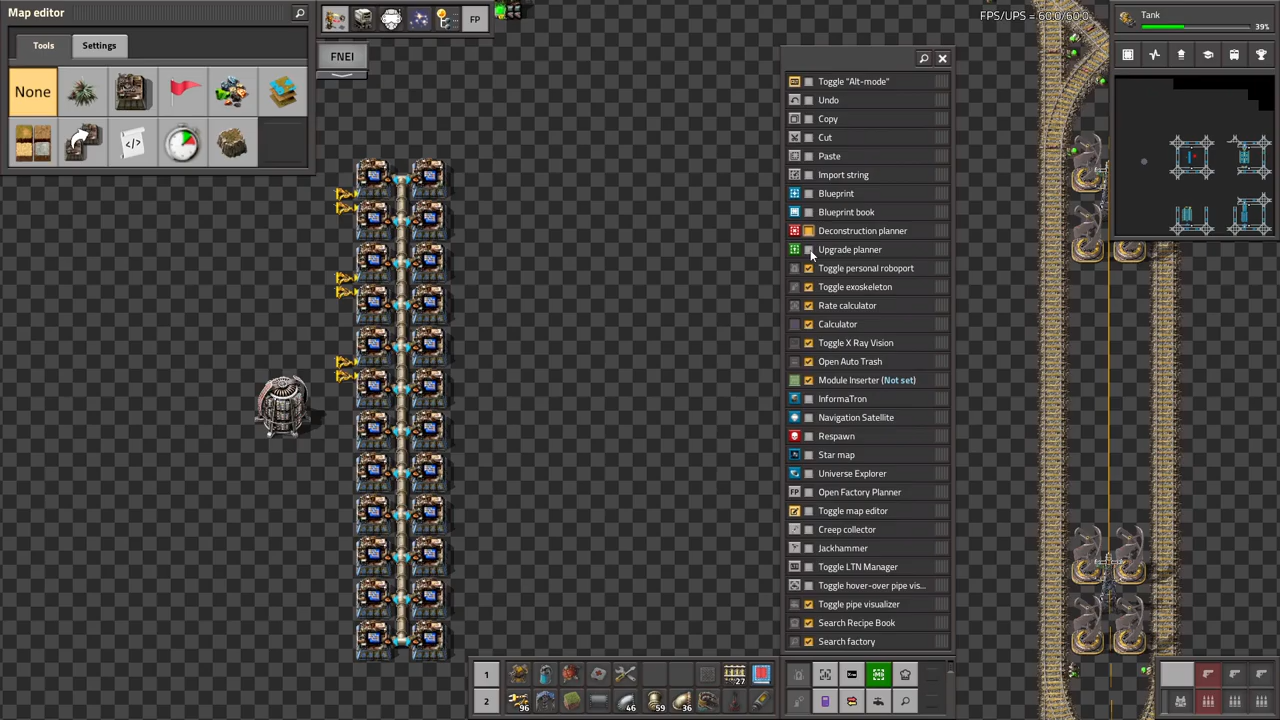 Map editor
Tools
Settings
None
FP
FNEI
FPS/UPS = 60.0/60.0
Tank
39%
Toggle "Alt-mode"
Undo
Copy
Cut
Paste
Import string
Blueprint
Blueprint book
Deconstruction planner
Upgrade planner
Toggle personal roboport
Toggle exoskeleton
Rate calculator
Calculator
Toggle X Ray Vision
Open Auto Trash
Module Inserter (Not set)
InformaTron
Navigation Satellite
Respawn
Star map
Universe Explorer
FP
Open Factory Planner
Toggle map editor
Creep collector
Jackhammer
Toggle LTN Manager
Toggle hover-over pipe vis...
Toggle pipe visualizer
Search Recipe Book
Search factory
1
27
2
96
46
59
36